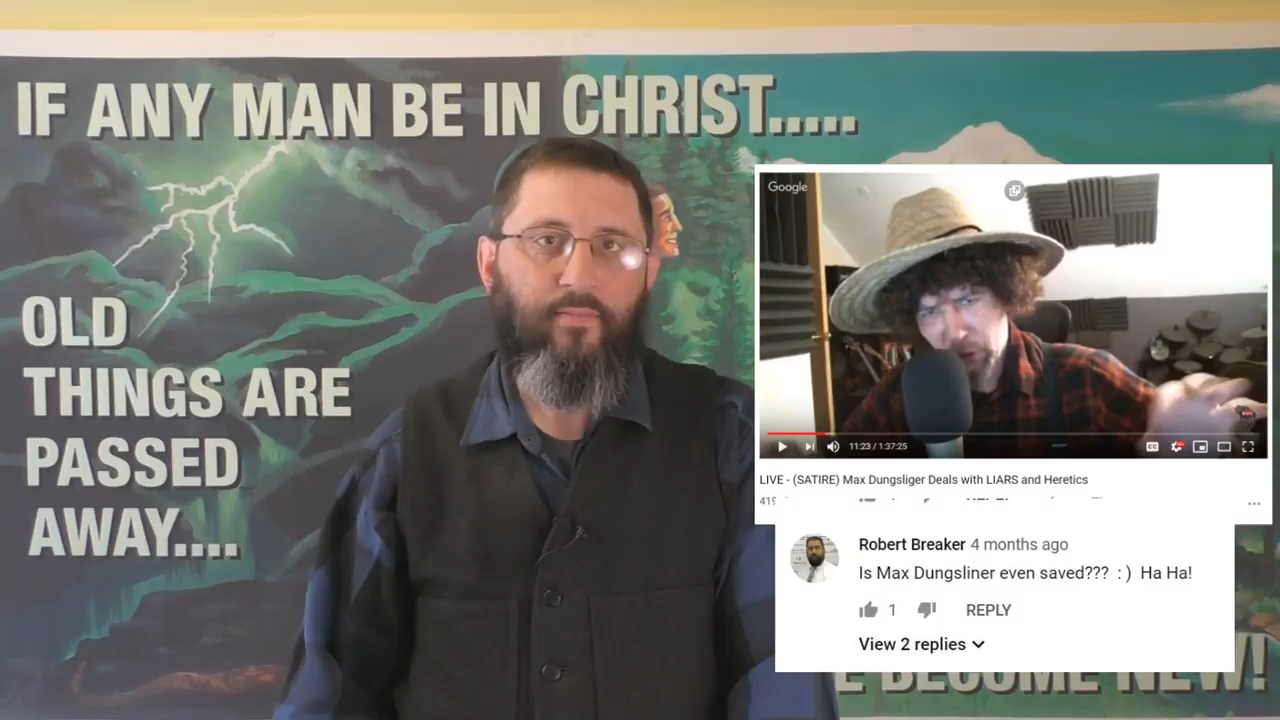 IF ANY MAN BE IN CHRIST.....
OLD
THINGS ARE
PASSED
AWAY....
Google
11:23 / 1:37:25
LIVE - (SATIRE) Max Dungsliger Deals with LIARS and Heretics
419
Robert Breaker 4 months ago
Is Max Dungsliner even saved??? :) Ha Ha!
1 REPLY
View 2 replies
BECOME NEW!